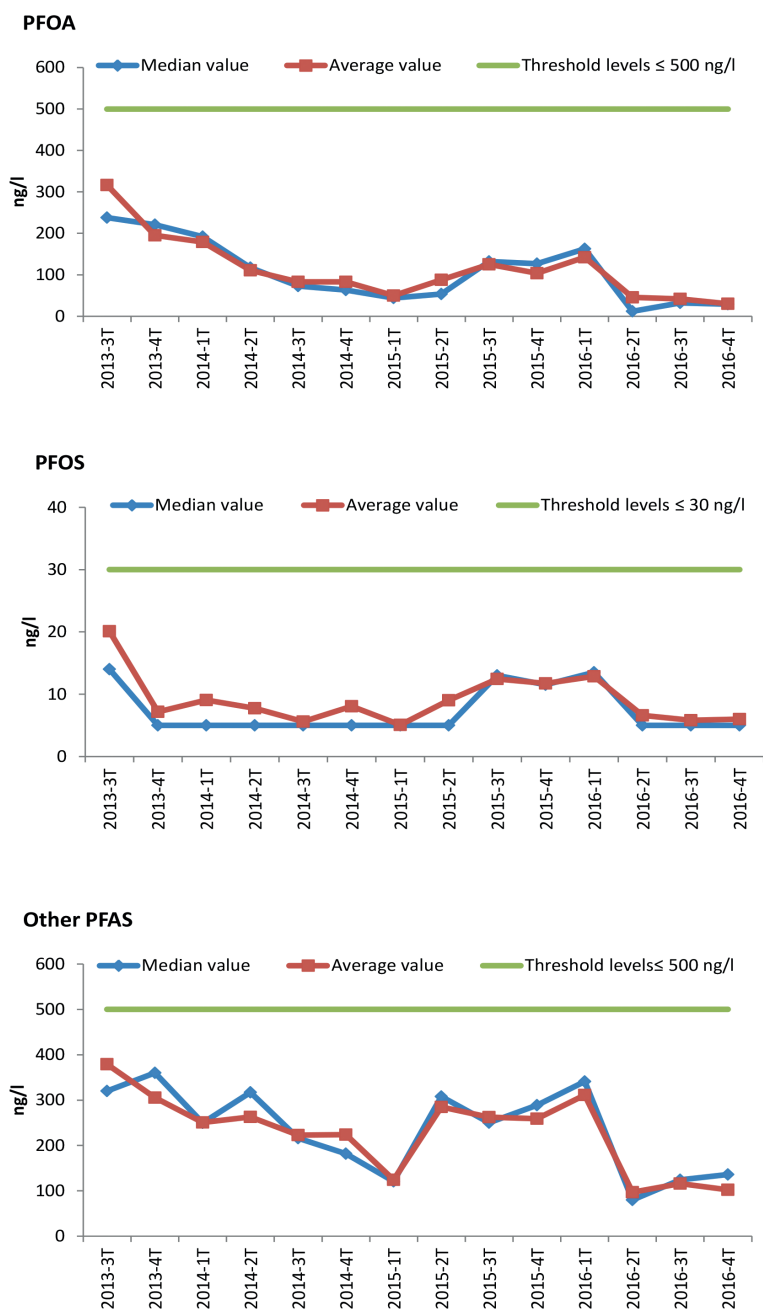 PFOA
Median value Average value Threshold levels ≤ 500 ng/l
600
500
400
300
200
100
0
ng/l
2013-3T
2013-4T
2014-1T
2014-2T
2014-3T
2014-4T
2015-1T
2015-2T
2015-3T
2015-4T
2016-1T
2016-2T
2016-3T
2016-4T
PFOS
Median value Average value Threshold levels ≤ 30 ng/l
40
30
20
10
0
ng/l
2013-3T
2013-4T
2014-1T
2014-2T
2014-3T
2014-4T
2015-1T
2015-2T
2015-3T
2015-4T
2016-1T
2016-2T
2016-3T
2016-4T
Other PFAS
Median value Average value Threshold levels≤ 500 ng/l
600
500
400
300
200
100
0
ng/l
2013-3T
2013-4T
2014-1T
2014-2T
2014-3T
2014-4T
2015-1T
2015-2T
2015-3T
2015-4T
2016-1T
2016-2T
2016-3T
2016-4T